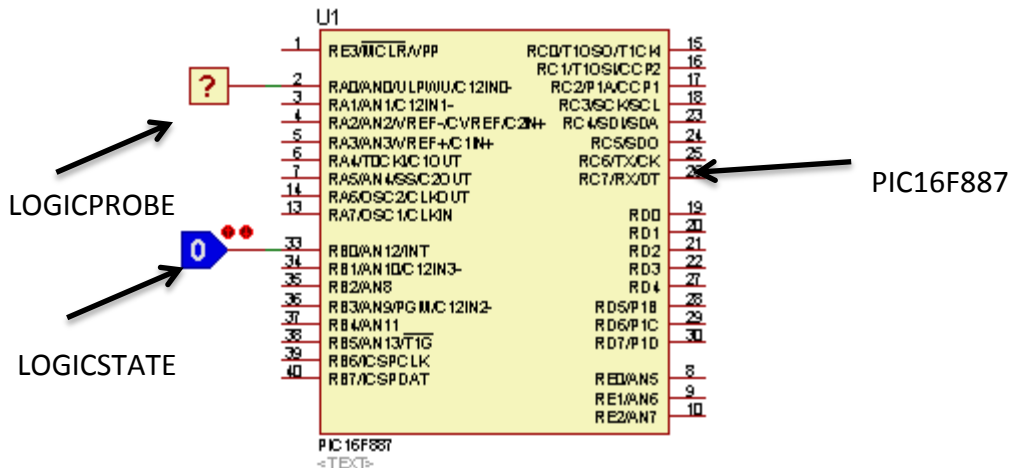 U1
1
RE3/MCLR/VPP
?
2
RA0/AN0/ULPWU/C12IN0-
3
RA1/AN1/C12IN1-
4
RA2/AN2/VREF-/CVREF/C2IN+
5
RA3/AN3/VREF+/C1IN+
6
RA4/T0CKI/C1OUT
7
RA5/AN4/SS/C2OUT
14
RA6/OSC2/CLKOUT
13
RA7/OSC1/CLKIN
LOGICPROBE
0
33
RB0/AN12/INT
34
RB1/AN10/C12IN3-
35
RB2/AN8
36
RB3/AN9/PGM/C12IN2-
37
RB4/AN11
38
RB5/AN13/T1G
39
RB6/ICSPCLK
40
RB7/ICSPDAT
LOGICSTATE
RC0/T1OSO/T1CKI
15
RC1/T1OSI/CCP2
16
RC2/P1A/CCP1
17
RC3/SCK/SCL
18
RC4/SDI/SDA
23
RC5/SDO
24
RC6/TX/CK
25
RC7/RX/DT
26
PIC16F887
RD0
19
RD1
20
RD2
21
RD3
22
RD4
27
RD5/P1B
28
RD6/P1C
29
RD7/P1D
30
RE0/AN5
8
RE1/AN6
9
RE2/AN7
10
PIC16F887
<TEXT>